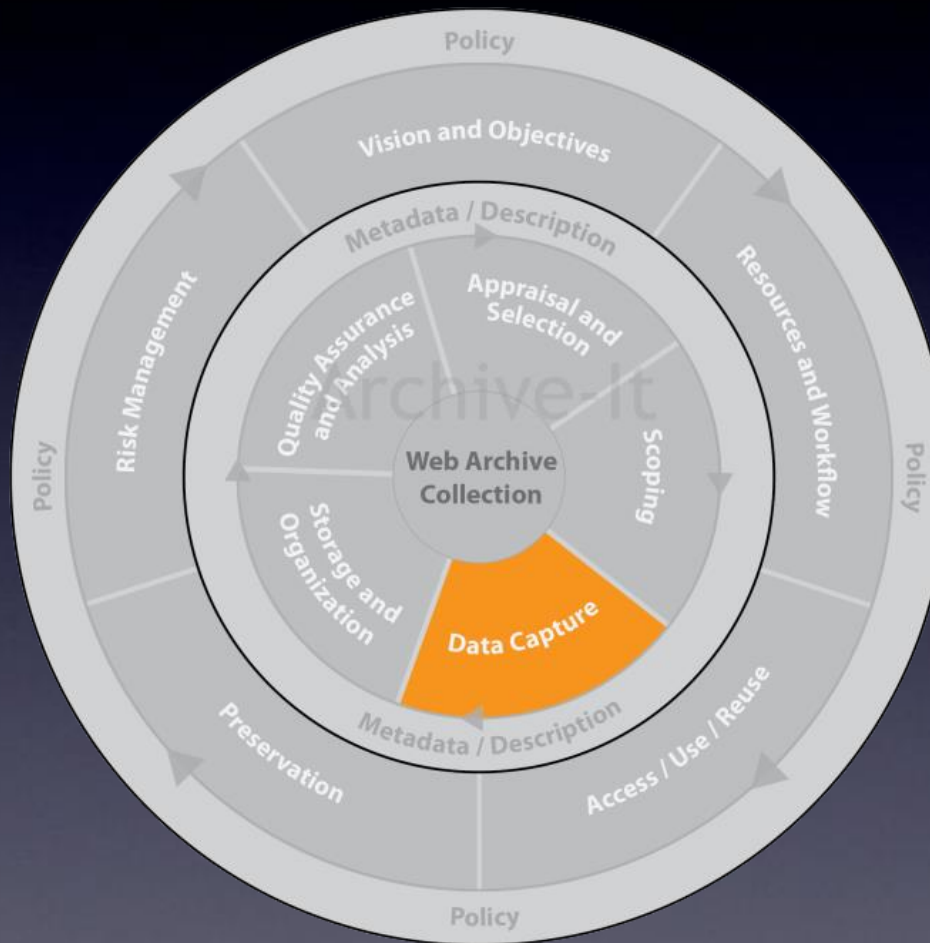 Policy
Vision and Objectives
Metadata / Description
Appraisal and
Selection
Quality Assurance
and Analysis
Risk Management
Resources and Workflow
Archive-It
Scoping
Web Archive
Collection
Policy
Policy
Storage and
Organization
Data Capture
Metadata / Description
Preservation
Access / Use / Reuse
Policy